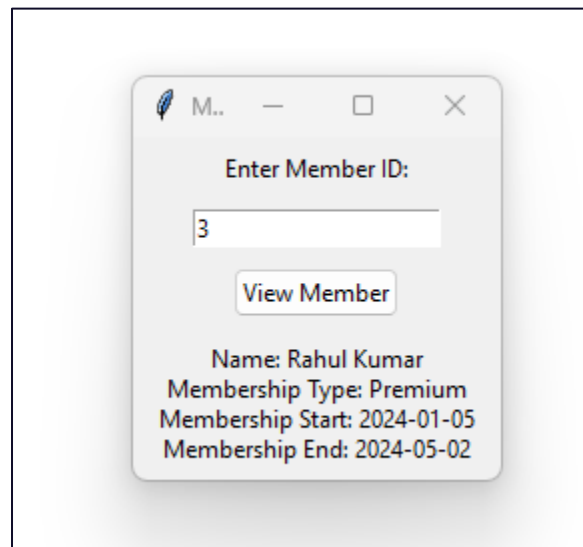 M..
Enter Member ID:
3
View Member
Name: Rahul Kumar
Membership Type: Premium
Membership Start: 2024-01-05
Membership End: 2024-05-02